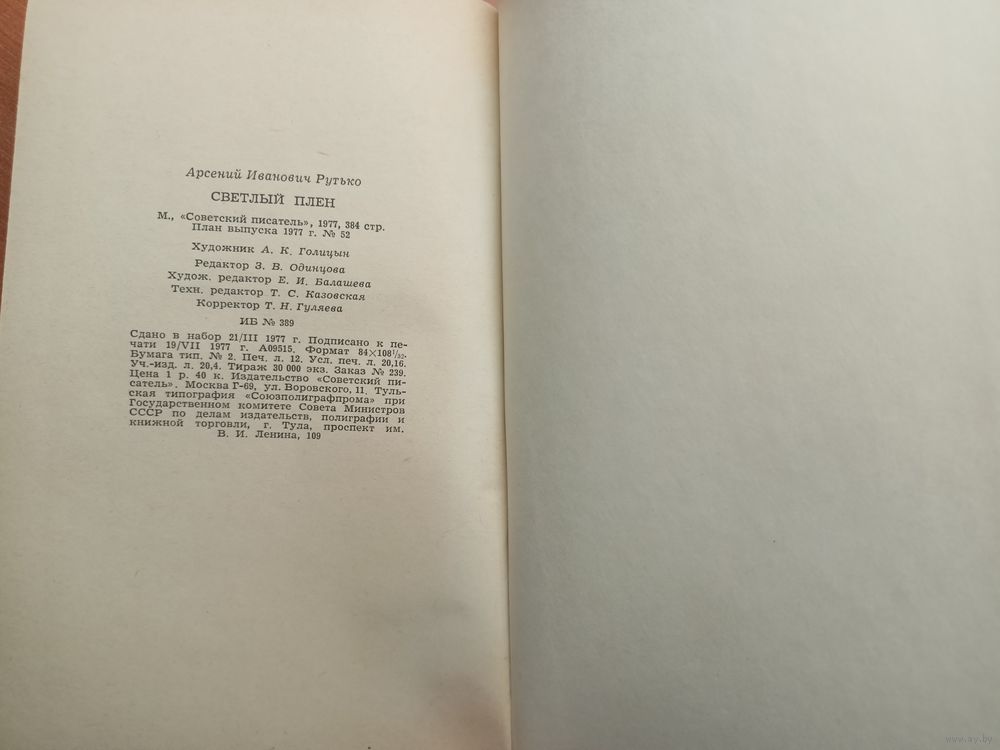 Арсений Иванович Рутько
СВЕТЛЫЙ ПЛЕН
М., «Советский писатель», 1977, 384 стр.
План выпуска 1977 г. № 52
Художник А. К. Голицын
Редактор З. В. Одинцова
Худож. редактор Е. И. Балашева
Техн. редактор Т. С. Казовская
Корректор Т. Н. Гуляева
ИБ № 389
Сдано в набор 21/III 1977 г. Подписано к пе-
чати 19/VII 1977 г. А09515. Формат 84×108¹/₃₂.
Бумага тип. № 2. Печ. л. 12. Усл. печ. л. 20,16.
Уч.-изд. л. 20,4. Тираж 30 000 экз. Заказ № 239.
Цена 1 р. 40 к. Издательство «Советский пи-
сатель». Москва Г-69, ул. Воровского, 11. Туль-
ская типография «Союзполиграфпрома» при
Государственном комитете Совета Министров
СССР по делам издательств, полиграфии и
книжной торговли, г. Тула, проспект им.
В. И. Ленина, 109
www.ay.by